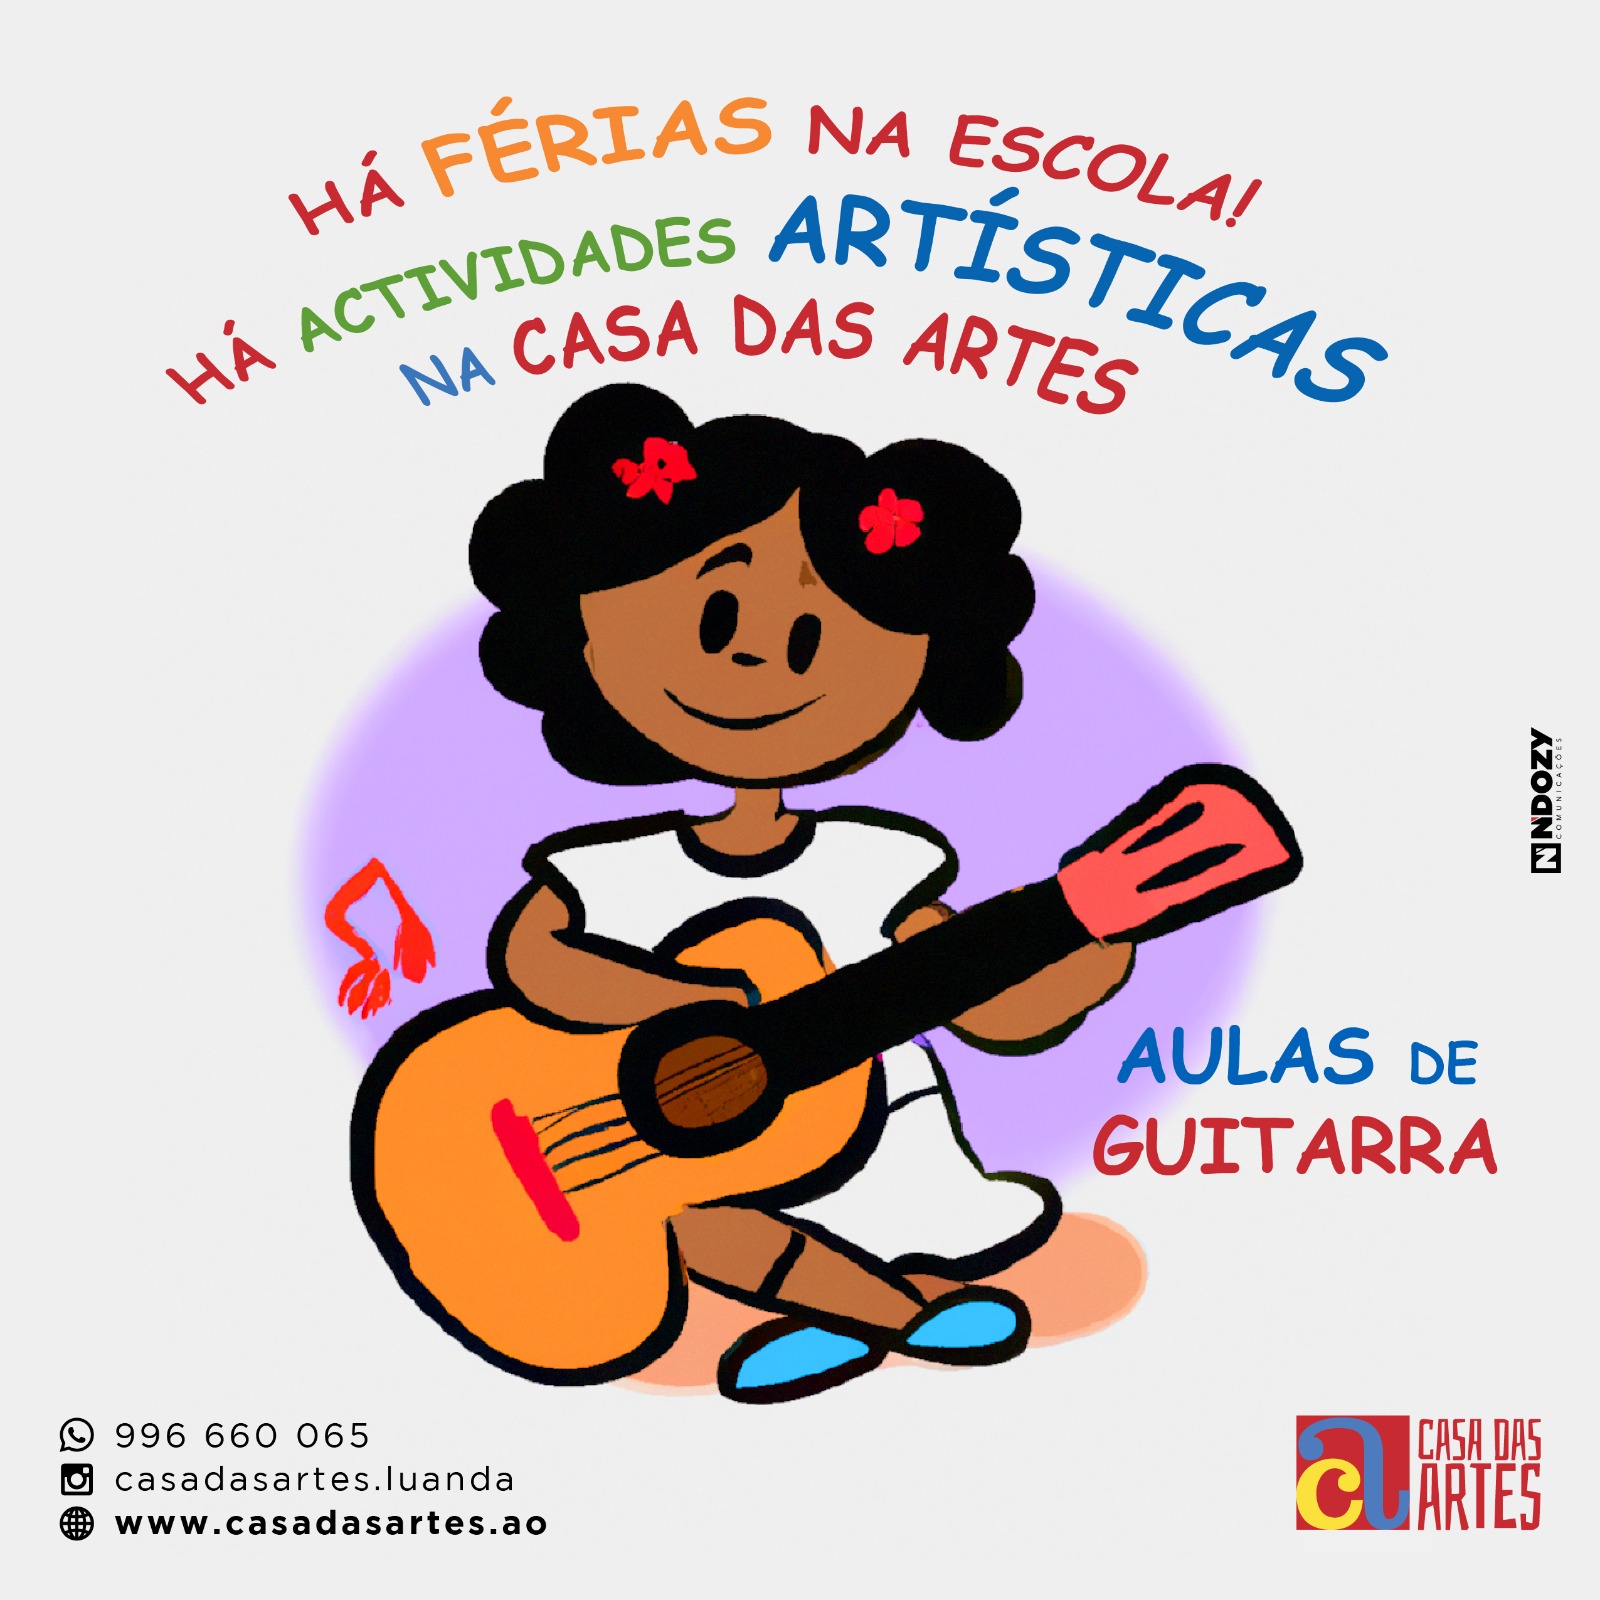 HÁ FÉRIAS NA ESCOLA!
HÁ ACTIVIDADES ARTÍSTICAS
NA CASA DAS ARTES
NDOZY
COMUNICAÇÕES
AULAS DE
GUITARRA
996 660 065
casadasartes.luanda
www.casadasartes.ao
CASA DAS
ARTES